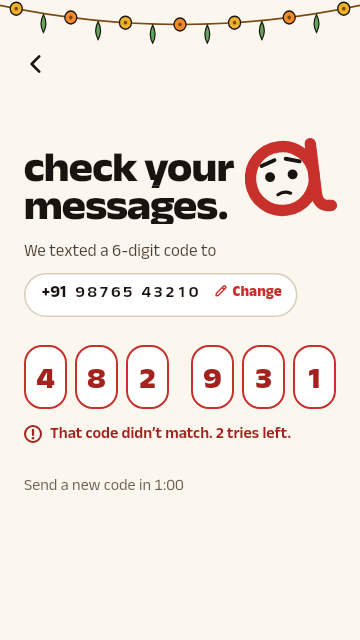 check your
messages.
We texted a 6-digit code to
+91 98765 43210 Change
4 8 2 9 3 1
That code didn't match. 2 tries left.
Send a new code in 1:00